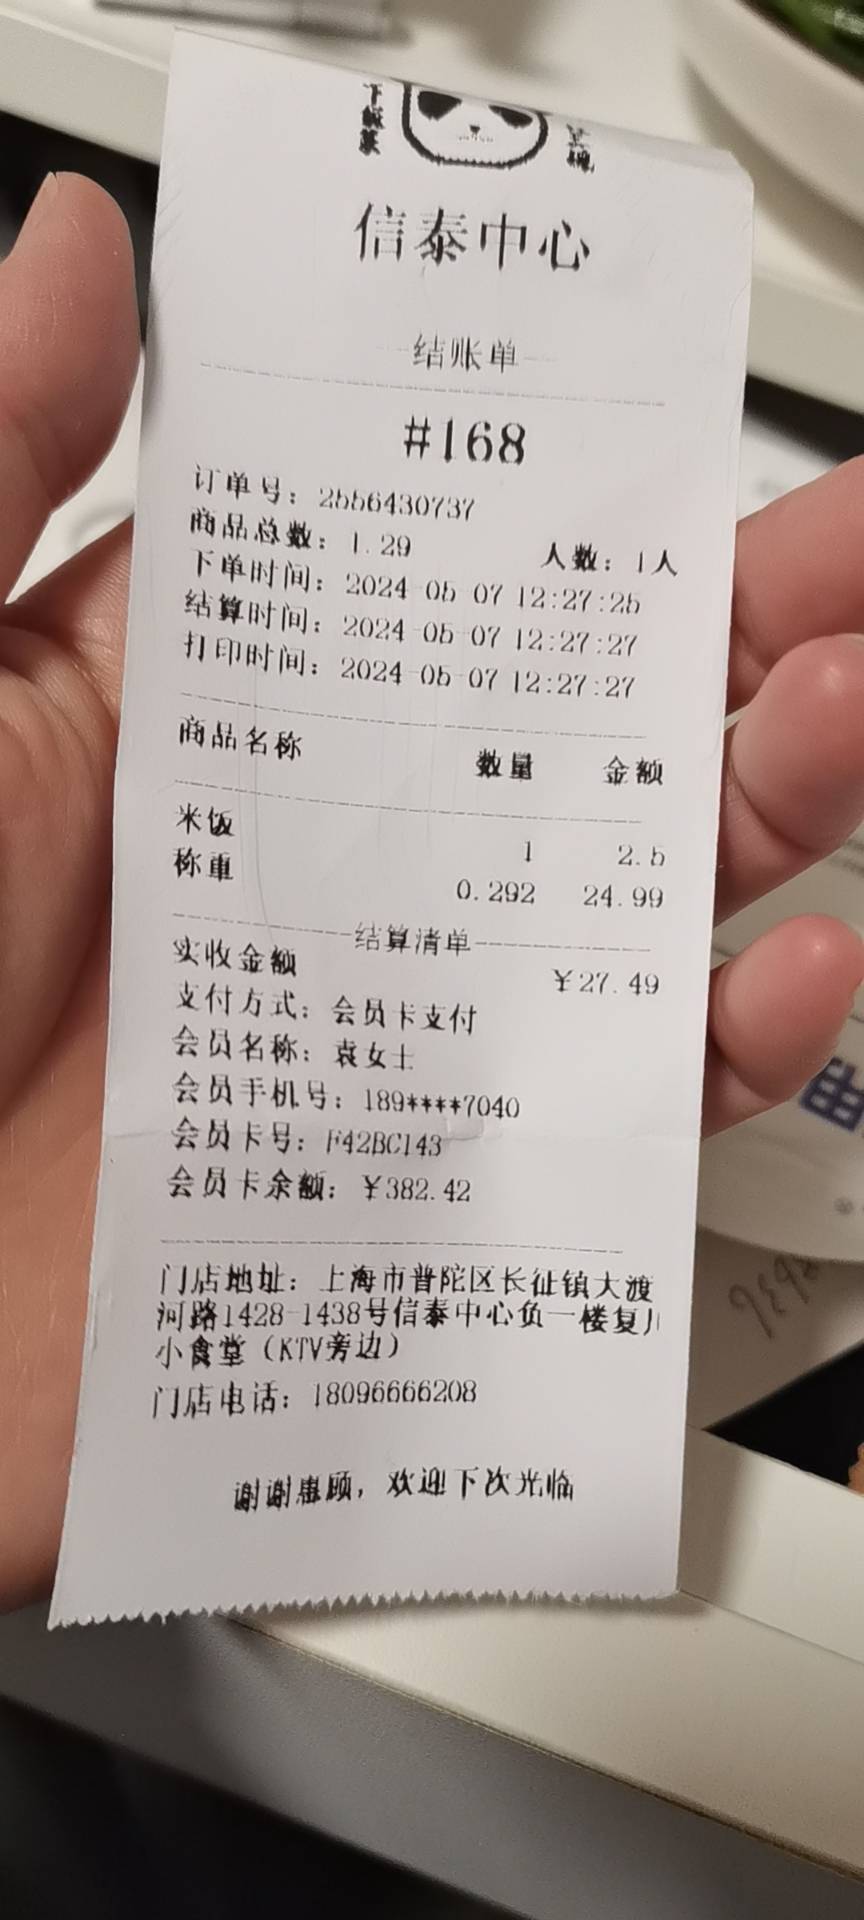 下饭菜
信泰中心
结账单
#168
订单号：2556430737
商品总数：1.29 人数：1人
下单时间：2024-05-07 12:27:25
结算时间：2024-05-07 12:27:27
打印时间：2024-05-07 12:27:27
商品名称 数量 金额
米饭 1 2.5
称重 0.292 24.99
结算清单
实收金额 ￥27.49
支付方式：会员卡支付
会员名称：袁女士
会员手机号：189****7040
会员卡号：F42BC143
会员卡余额：￥382.42
门店地址：上海市普陀区长征镇大渡
河路1428-1438号信泰中心负一楼复川
小食堂（KTV旁边）
门店电话：18096666208
谢谢惠顾，欢迎下次光临